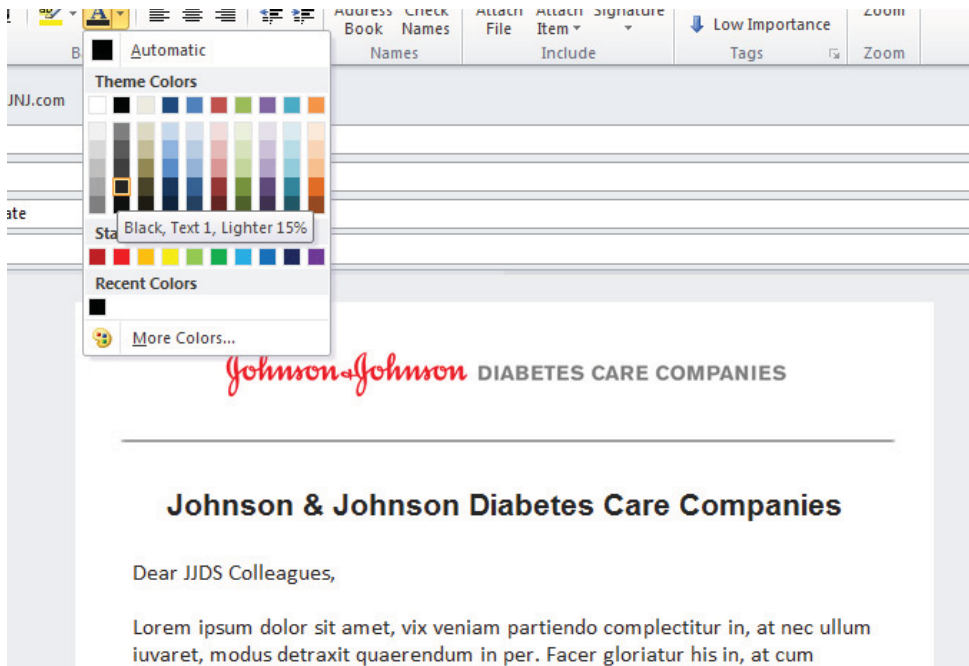 Address Check Attach Attach Signature
Book Names File Item Low Importance Zoom
Names Include Tags Zoom
Automatic
Theme Colors
JNJ.com
ate
Black, Text 1, Lighter 15%
Sta
Recent Colors
More Colors...
Johnson & Johnson DIABETES CARE COMPANIES
Johnson & Johnson Diabetes Care Companies
Dear JJDS Colleagues,
Lorem ipsum dolor sit amet, vix veniam partiendo complectitur in, at nec ullum
iuvaret, modus detraxit quaerendum in per. Facer gloriatur his in, at cum